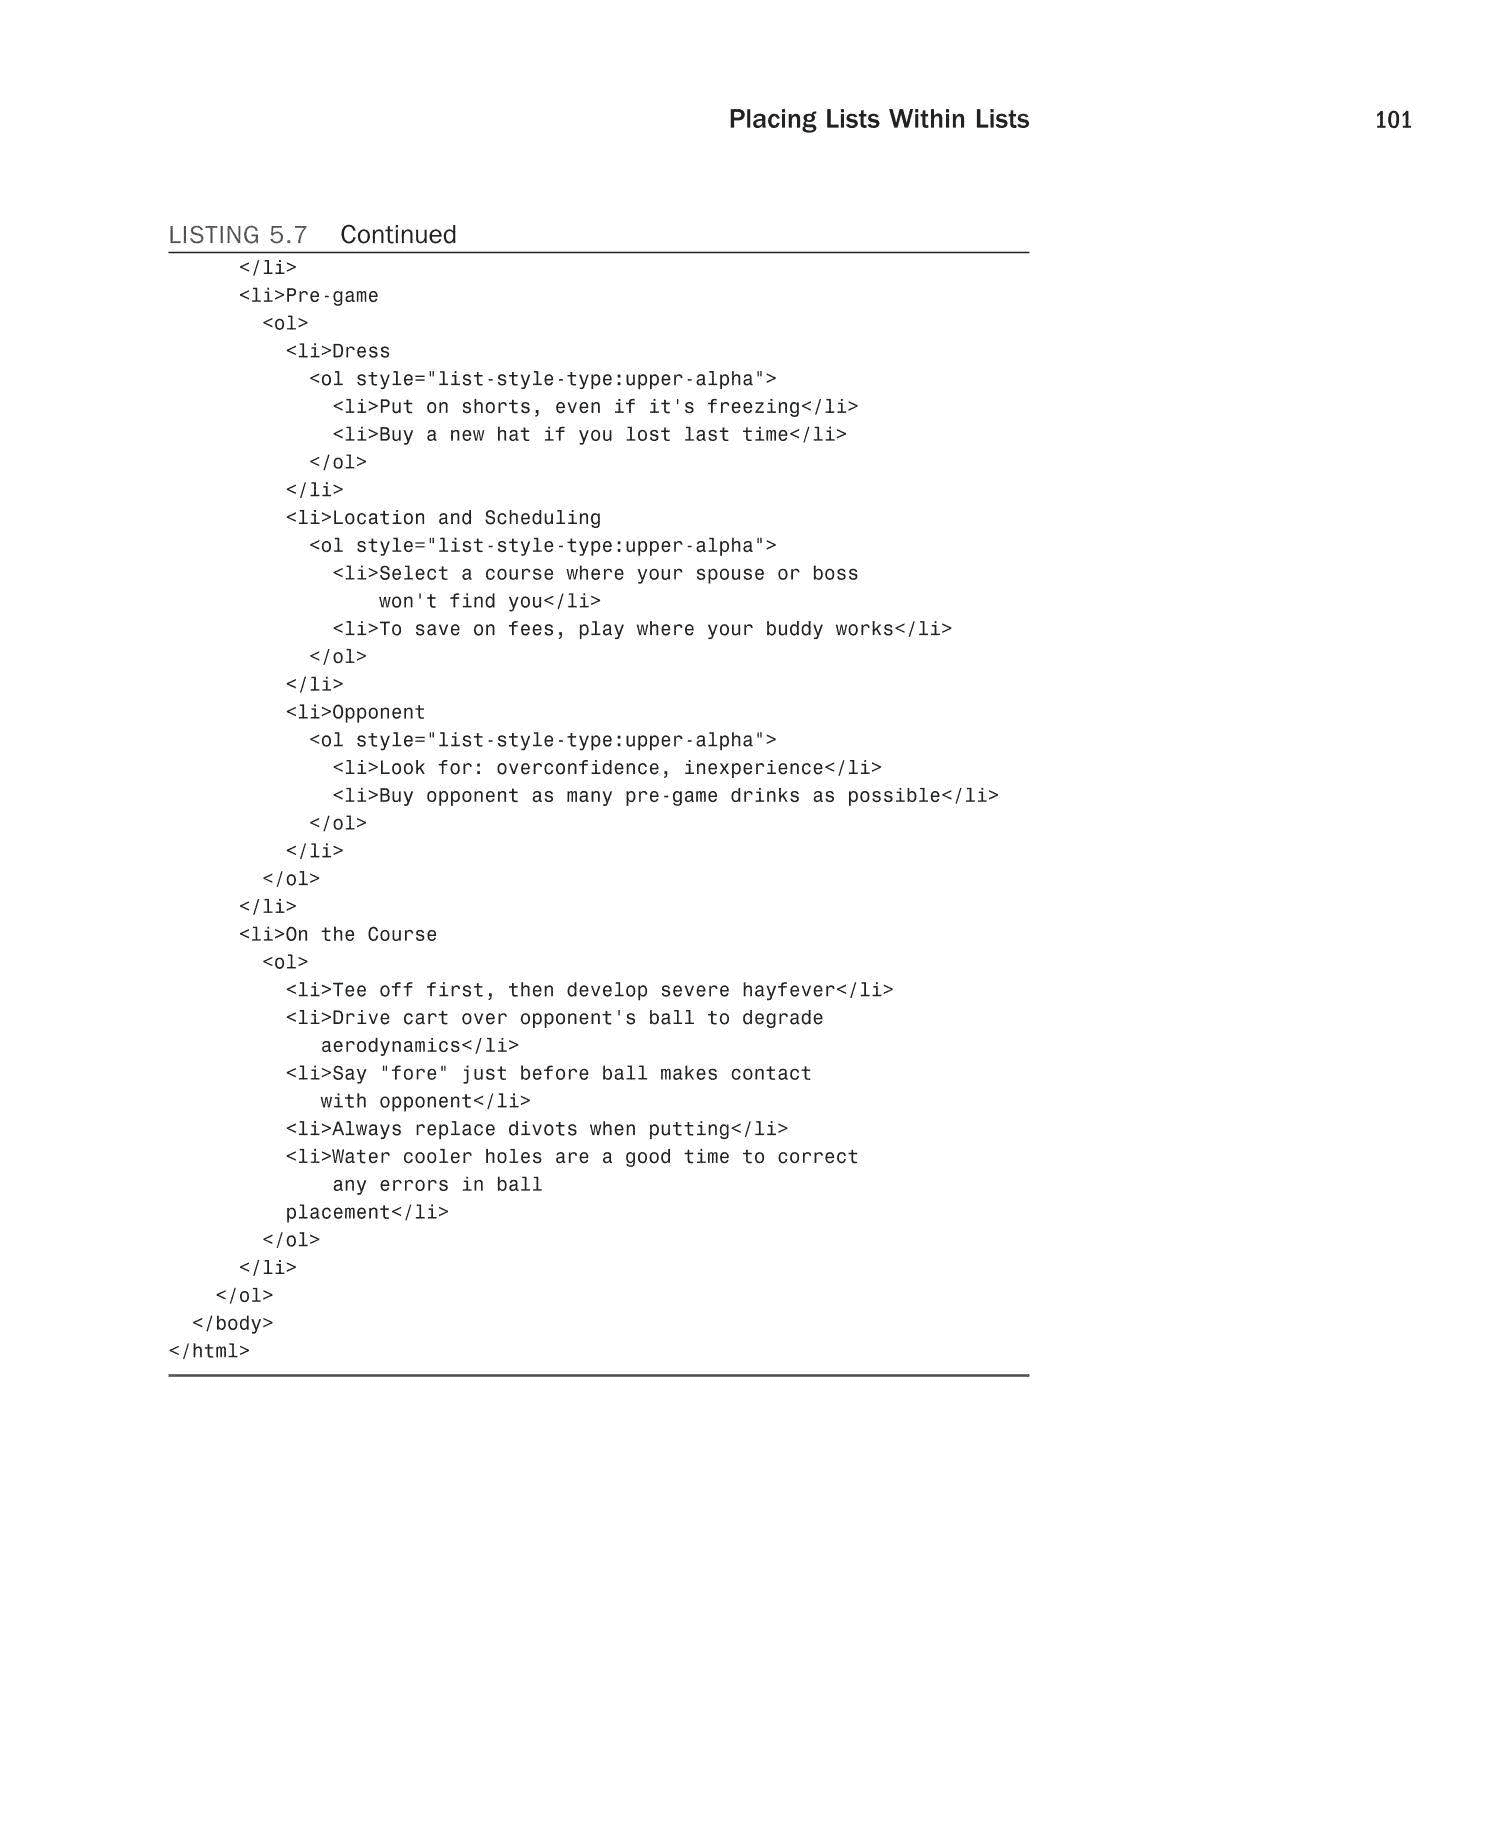 Placing Lists Within Lists 101
LISTING 5.7 Continued
</li>
<li>Pre-game
<ol>
<li>Dress
<ol style="list-style-type:upper-alpha">
<li>Put on shorts, even if it's freezing</li>
<li>Buy a new hat if you lost last time</li>
</ol>
</li>
<li>Location and Scheduling
<ol style="list-style-type:upper-alpha">
<li>Select a course where your spouse or boss
won't find you</li>
<li>To save on fees, play where your buddy works</li>
</ol>
</li>
<li>Opponent
<ol style="list-style-type:upper-alpha">
<li>Look for: overconfidence, inexperience</li>
<li>Buy opponent as many pre-game drinks as possible</li>
</ol>
</li>
</ol>
</li>
<li>On the Course
<ol>
<li>Tee off first, then develop severe hayfever</li>
<li>Drive cart over opponent's ball to degrade
aerodynamics</li>
<li>Say "fore" just before ball makes contact
with opponent</li>
<li>Always replace divots when putting</li>
<li>Water cooler holes are a good time to correct
any errors in ball
placement</li>
</ol>
</li>
</ol>
</body>
</html>